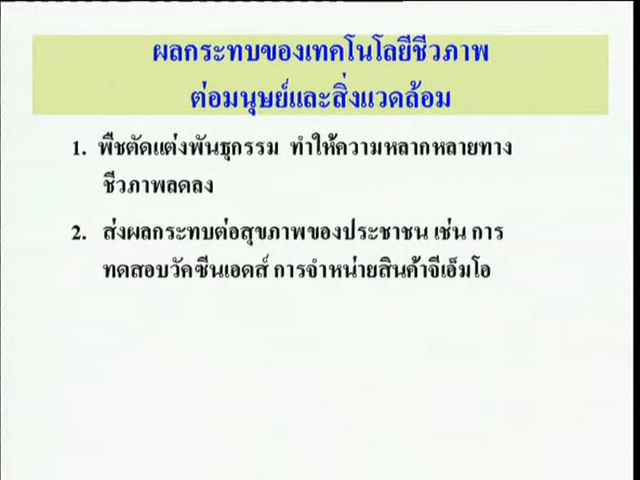 ผลกระทบของเทคโนโลยีชีวภาพ
ต่อมนุษย์และสิ่งแวดล้อม
1. พืชตัดแต่งพันธุกรรม ทำให้ความหลากหลายทาง
ชีวภาพลดลง
2. ส่งผลกระทบต่อสุขภาพของประชาชน เช่น การ
ทดสอบวัคซีนเอดส์ การจำหน่ายสินค้าจีเอ็มโอ